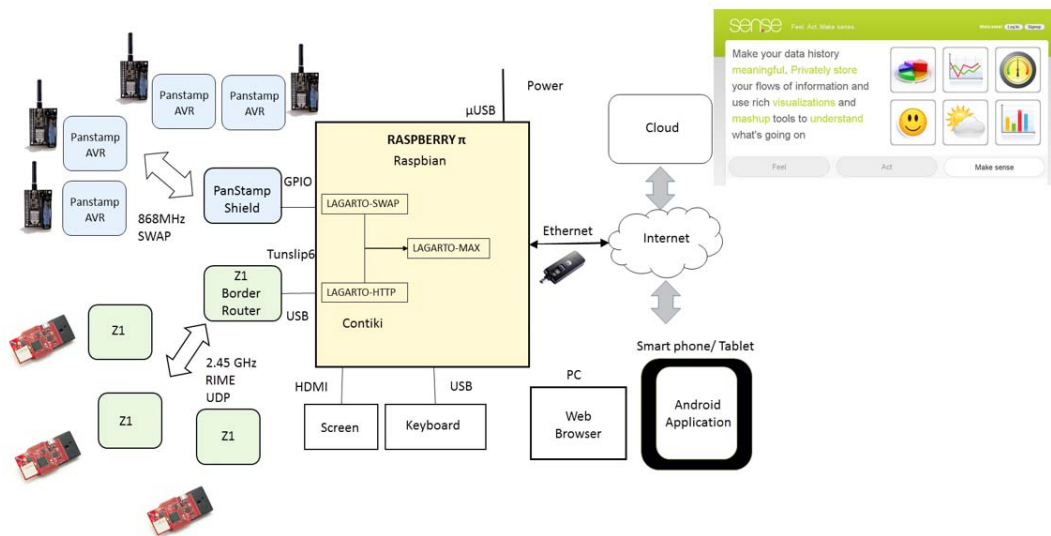 Panstamp
AVR
Panstamp
AVR
Panstamp
AVR
Panstamp
AVR
868MHz
SWAP
PanStamp
Shield
GPIO
Tunslip6
Z1
Border
Router
USB
Z1
2.45 GHz
RIME
UDP
Z1
Z1
µUSB
Power
RASPBERRY π
Raspbian
LAGARTO-SWAP
LAGARTO-MAX
LAGARTO-HTTP
Contiki
HDMI
USB
Screen
Keyboard
Ethernet
Cloud
Internet
PC
Web
Browser
Smart phone/ Tablet
Android
Application
sense
Feel. Act. Make sense
Welcome! Log In Signup
Make your data history
meaningful. Privately store
your flows of information and
use rich visualizations and
mashup tools to understand
what's going on
Feel
Act
Make sense